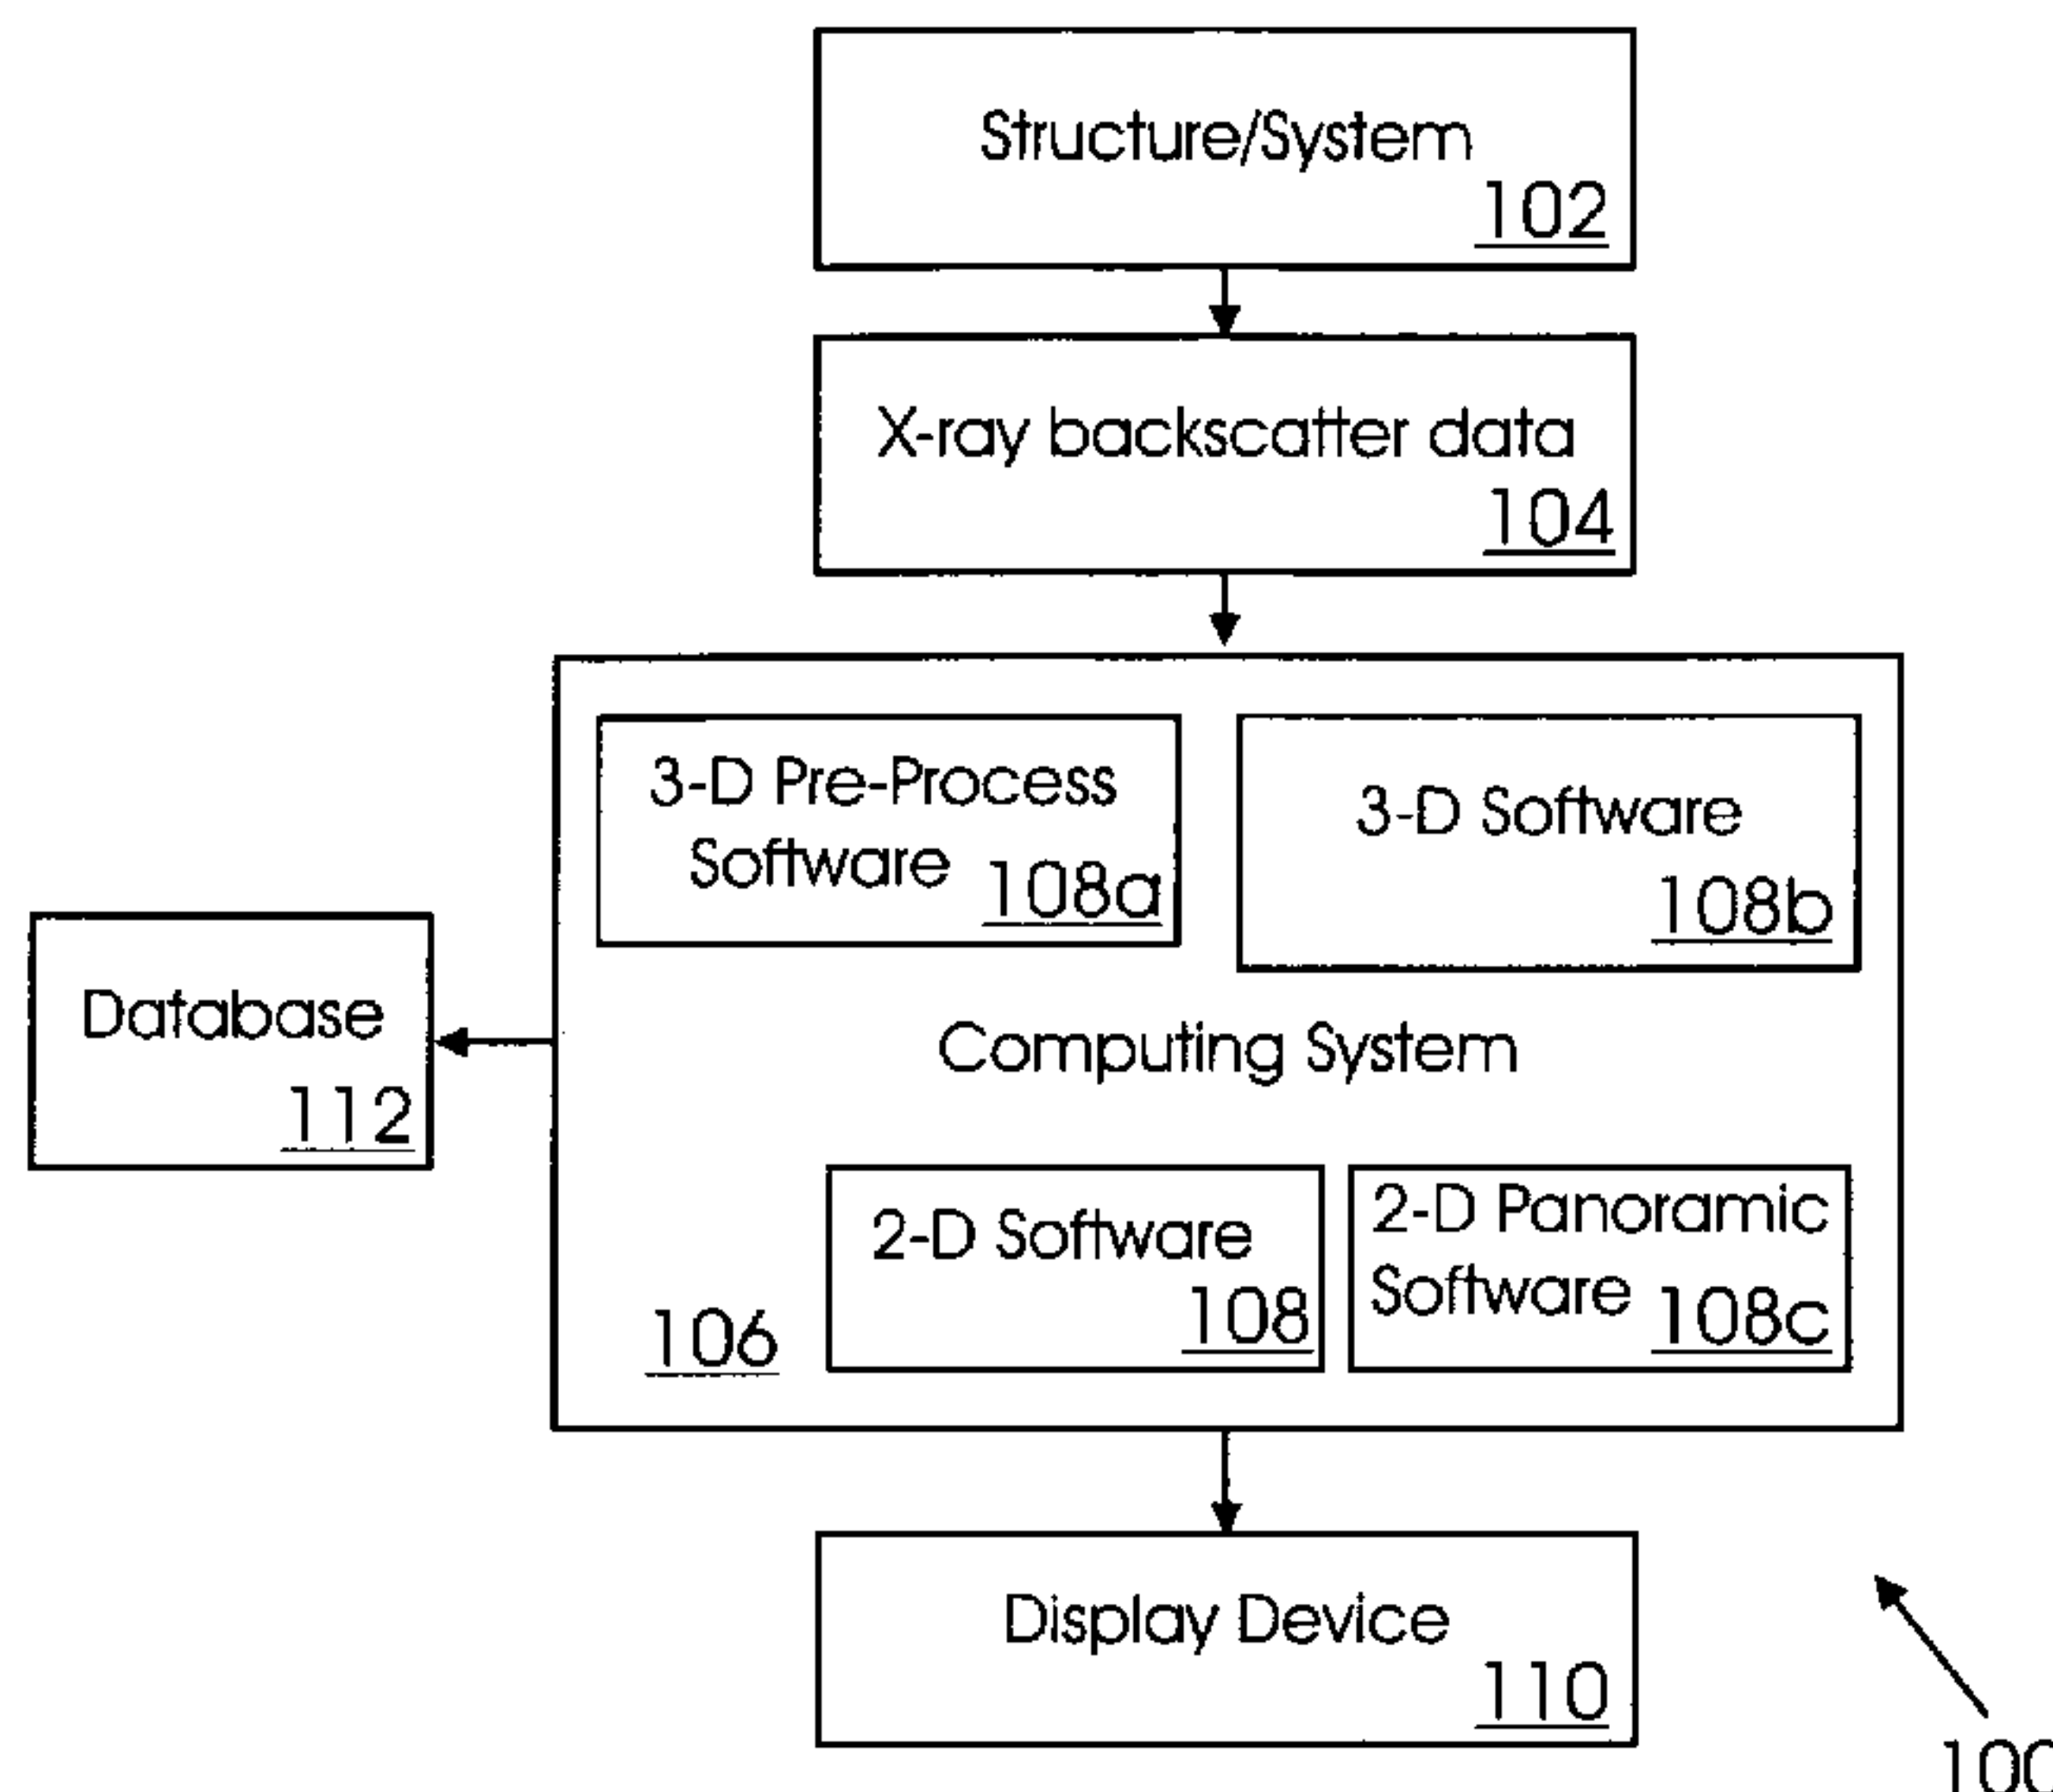 Structure/System
102
X-ray backscatter data
104
3-D Pre-Process
Software 108a
3-D Software
108b
Database
112
Computing System
2-D Software
108
2-D Panoramic
Software 108c
106
Display Device
110
100